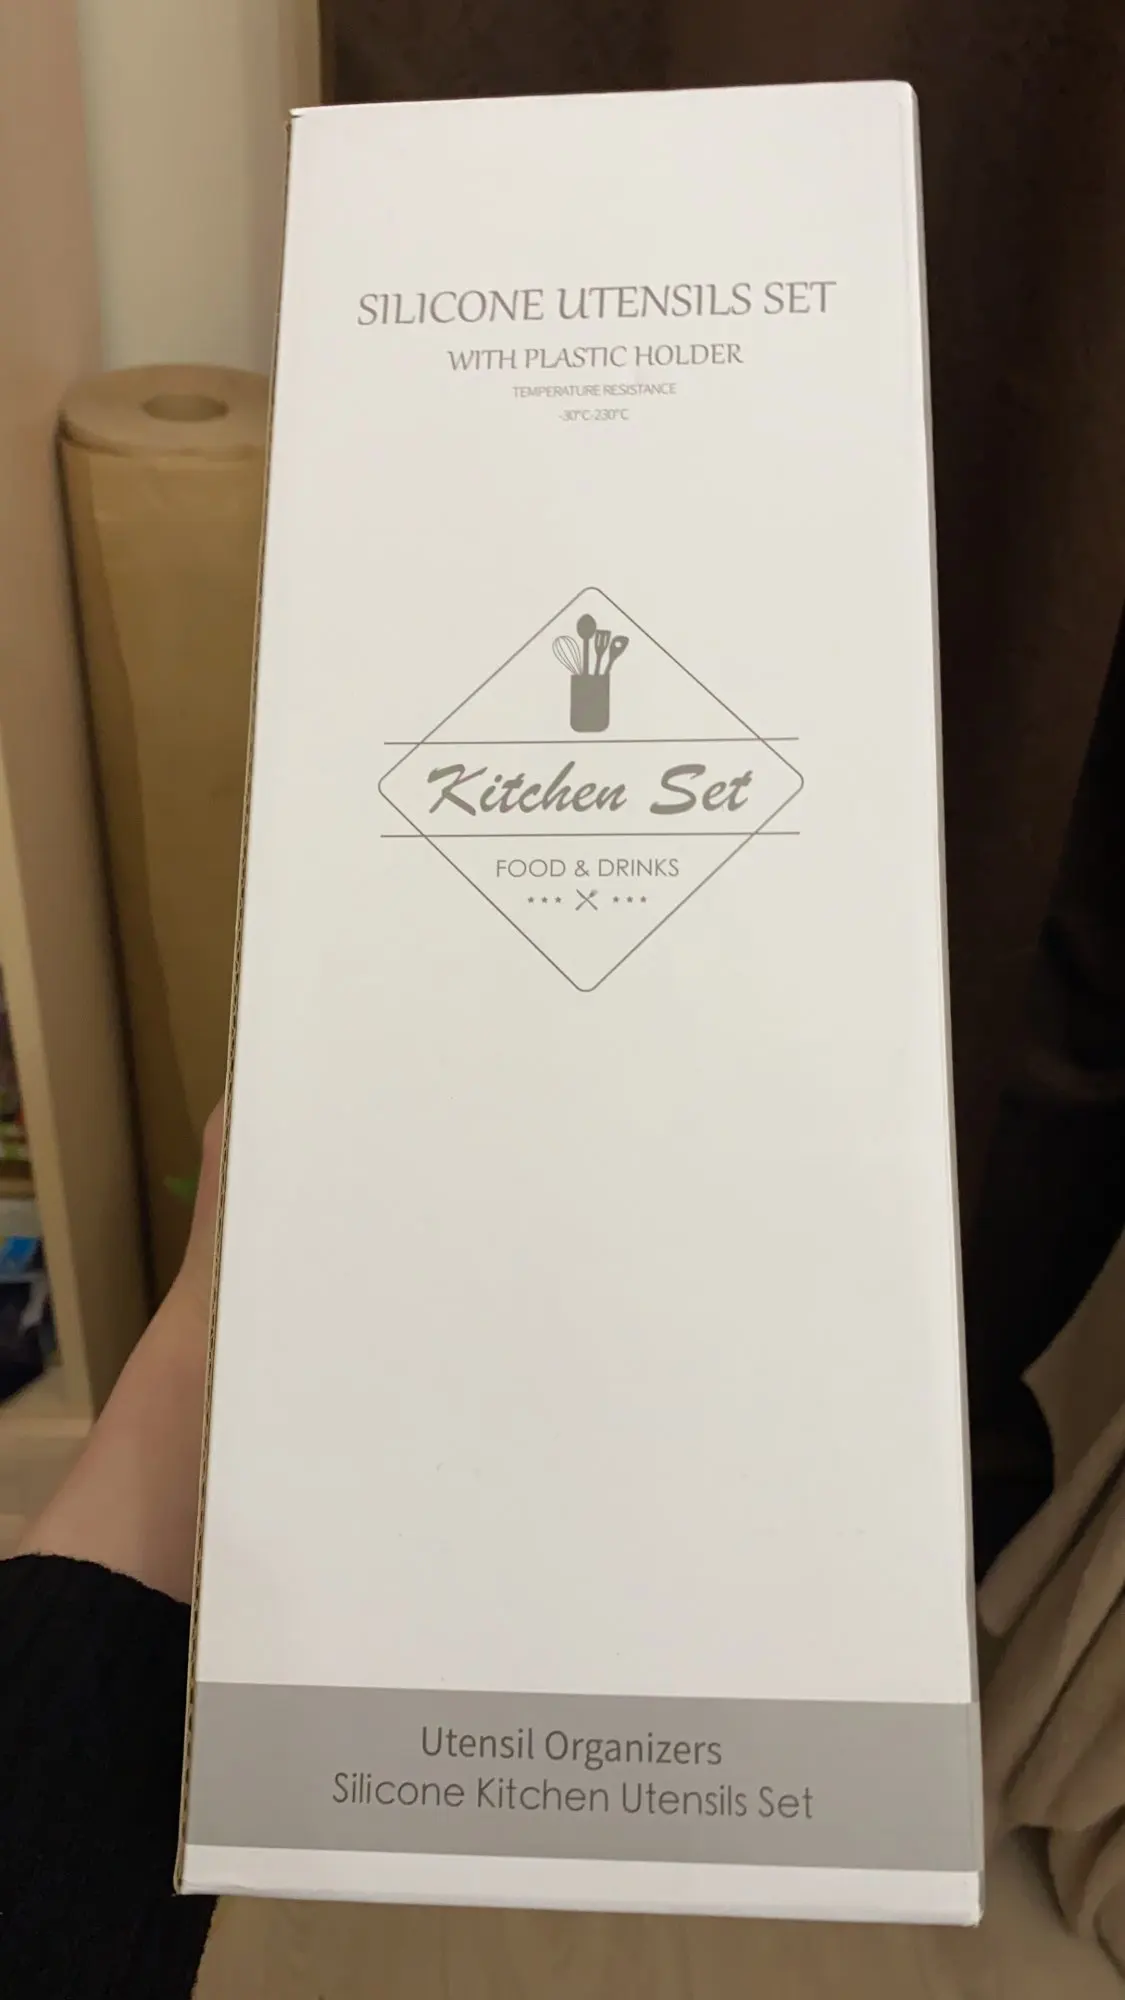 SILICONE UTENSILS SET
WITH PLASTIC HOLDER
TEMPERATURE RESISTANCE
-30°C-230°C
Kitchen Set
FOOD & DRINKS
Utensil Organizers
Silicone Kitchen Utensils Set